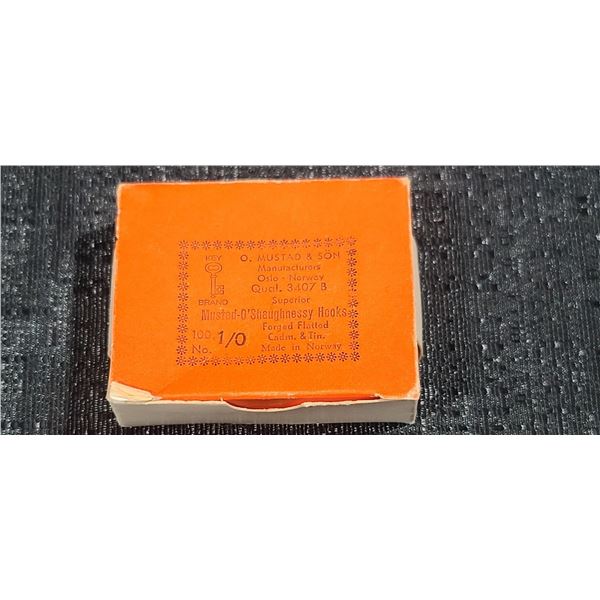 KEY
BRAND
O. MUSTAD & SON
Manufacturers
Oslo - Norway
Qual. 3407 B
Superior
Mustad-O'Shaughnessy Hooks
100. 1/0
No.
Forged Flatted
Cadm. & Tin.
Made in Norway